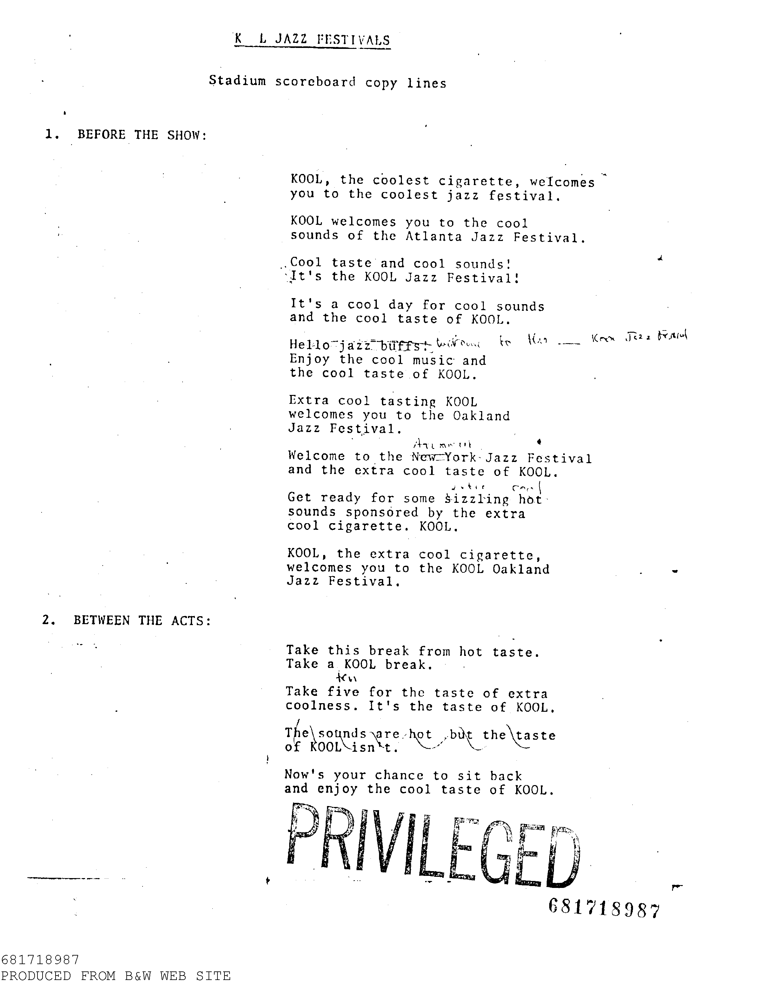 K L JAZZ FESTIVALS
Stadium scoreboard copy lines
1. BEFORE THE SHOW:
KOOL, the coolest cigarette, welcomes
you to the coolest jazz festival.
KOOL welcomes you to the cool
sounds of the Atlanta Jazz Festival.
Cool taste and cool sounds!
It's the KOOL Jazz Festival!
It's a cool day for cool sounds
and the cool taste of KOOL.
Hello jazz buffs! to the Kool Jazz
Enjoy the cool music and
the cool taste of KOOL.
Extra cool tasting KOOL
welcomes you to the Oakland
Jazz Festival.
Welcome to the New York Jazz Festival
and the extra cool taste of KOOL.
cool
Get ready for some sizzling hot
sounds sponsored by the extra
cool cigarette. KOOL.
KOOL, the extra cool cigarette,
welcomes you to the KOOL Oakland
Jazz Festival.
2. BETWEEN THE ACTS:
Take this break from hot taste.
Take a KOOL break.
Take five for the taste of extra
coolness. It's the taste of KOOL.
The sounds are hot but the taste
of KOOL isn't.
Now's your chance to sit back
and enjoy the cool taste of KOOL.
PRIVILEGED
681718987
681718987
PRODUCED FROM B&W WEB SITE